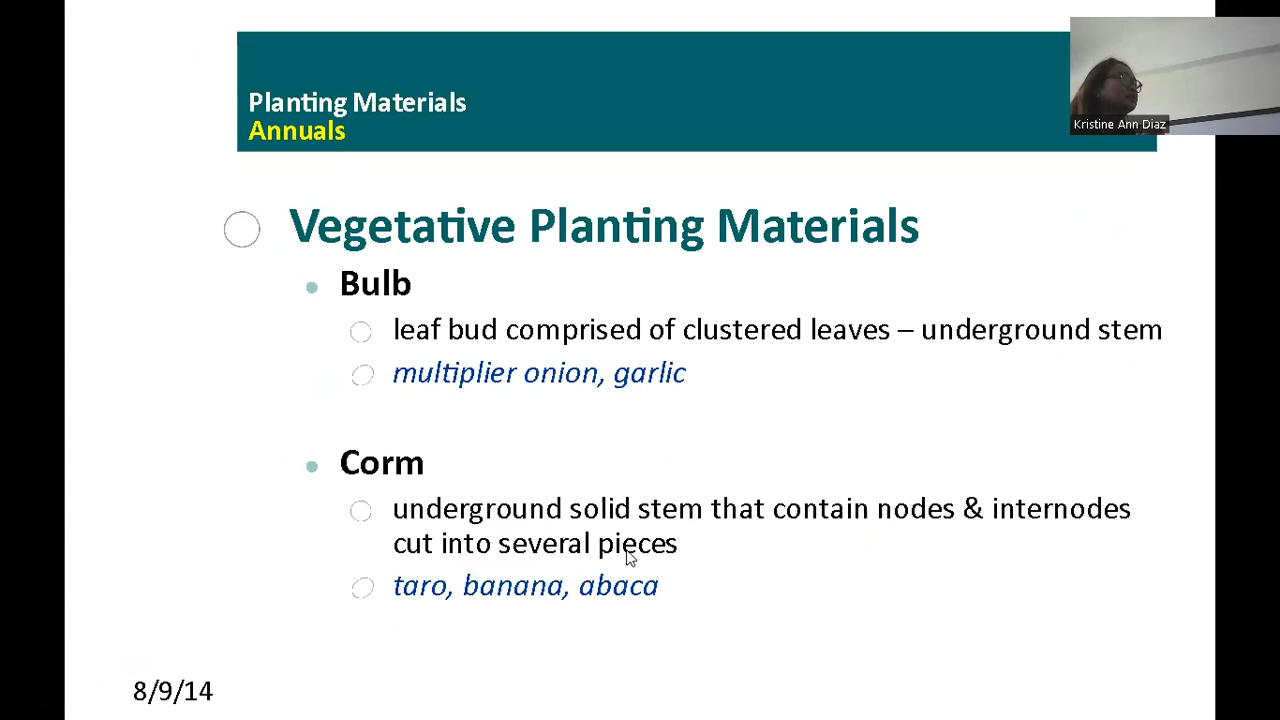 Planting Materials
Annuals
Kristine Ann Diaz
Vegetative Planting Materials
Bulb
leaf bud comprised of clustered leaves – underground stem
multiplier onion, garlic
Corm
underground solid stem that contain nodes & internodes
cut into several pieces
taro, banana, abaca
8/9/14